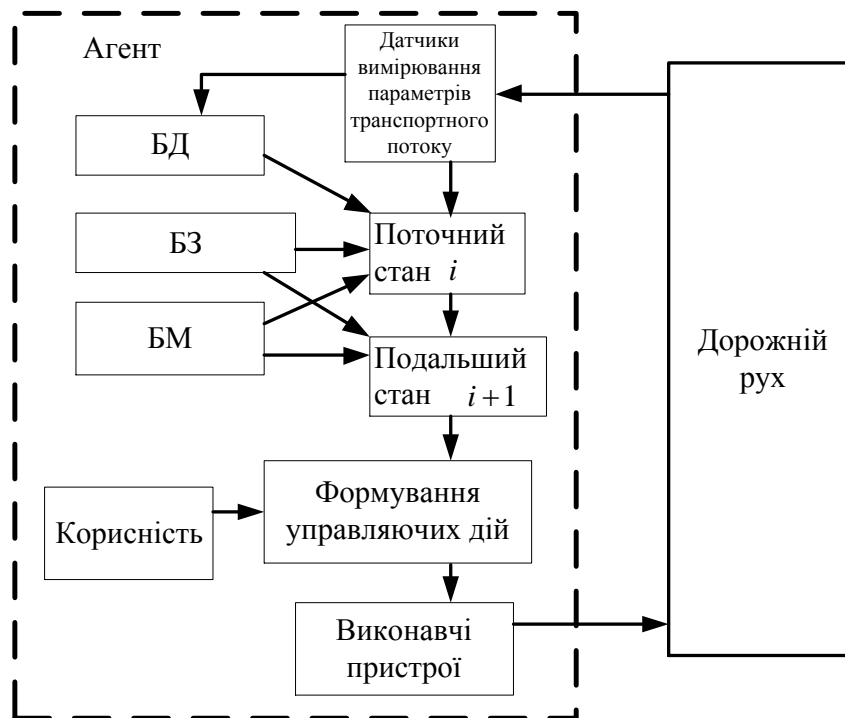 Агент
Датчики
вимірювання
параметрів
транспортного
потоку
БД
БЗ
БМ
Поточний
стан i
Подальший
стан i+1
Дорожній
рух
Корисність
Формування
управляючих дій
Виконавчі
пристрої